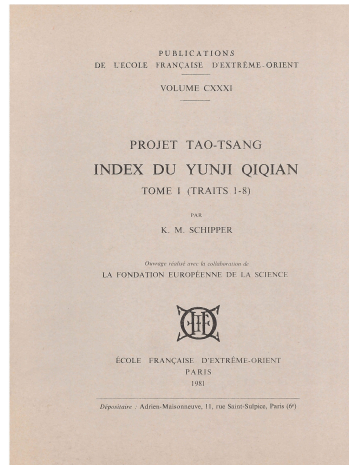 PUBLICATIONS
DE L'ÉCOLE FRANÇAISE D'EXTRÊME-ORIENT
VOLUME CXXXI
PROJET TAO-TSANG
INDEX DU YUNJI QIQIAN
TOME I (TRAITS 1-8)
PAR
K. M. SCHIPPER
Ouvrage réalisé avec la collaboration de
LA FONDATION EUROPÉENNE DE LA SCIENCE
ÉCOLE FRANÇAISE D'EXTRÊME-ORIENT
PARIS
1981
Dépositaire : Adrien-Maisonneuve, 11, rue Saint-Sulpice, Paris (6e)